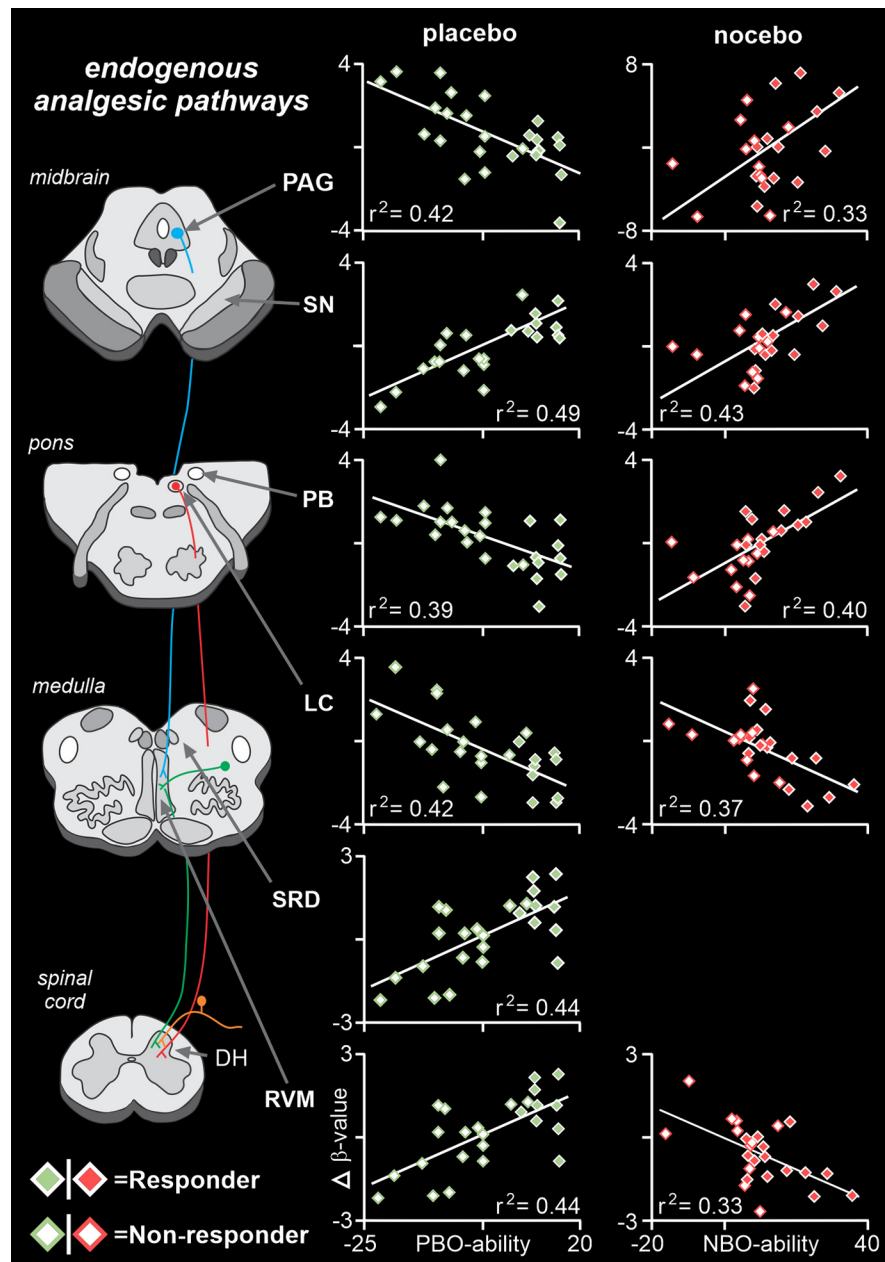 endogenous
analgesic pathways
midbrain
PAG
SN
pons
PB
LC
medulla
SRD
spinal
cord
DH
RVM
=Responder
=Non-responder
placebo
nocebo
4
-4
r²= 0.42
8
-8
r²= 0.33
4
-4
r²= 0.49
4
-4
r²= 0.43
4
-4
r²= 0.39
4
-4
r²= 0.40
4
-4
r²= 0.42
4
-4
r²= 0.37
3
-3
r²= 0.44
3
-3
Δ β-value
r²= 0.44
-25
PBO-ability
20
3
-3
r²= 0.33
-20
NBO-ability
40